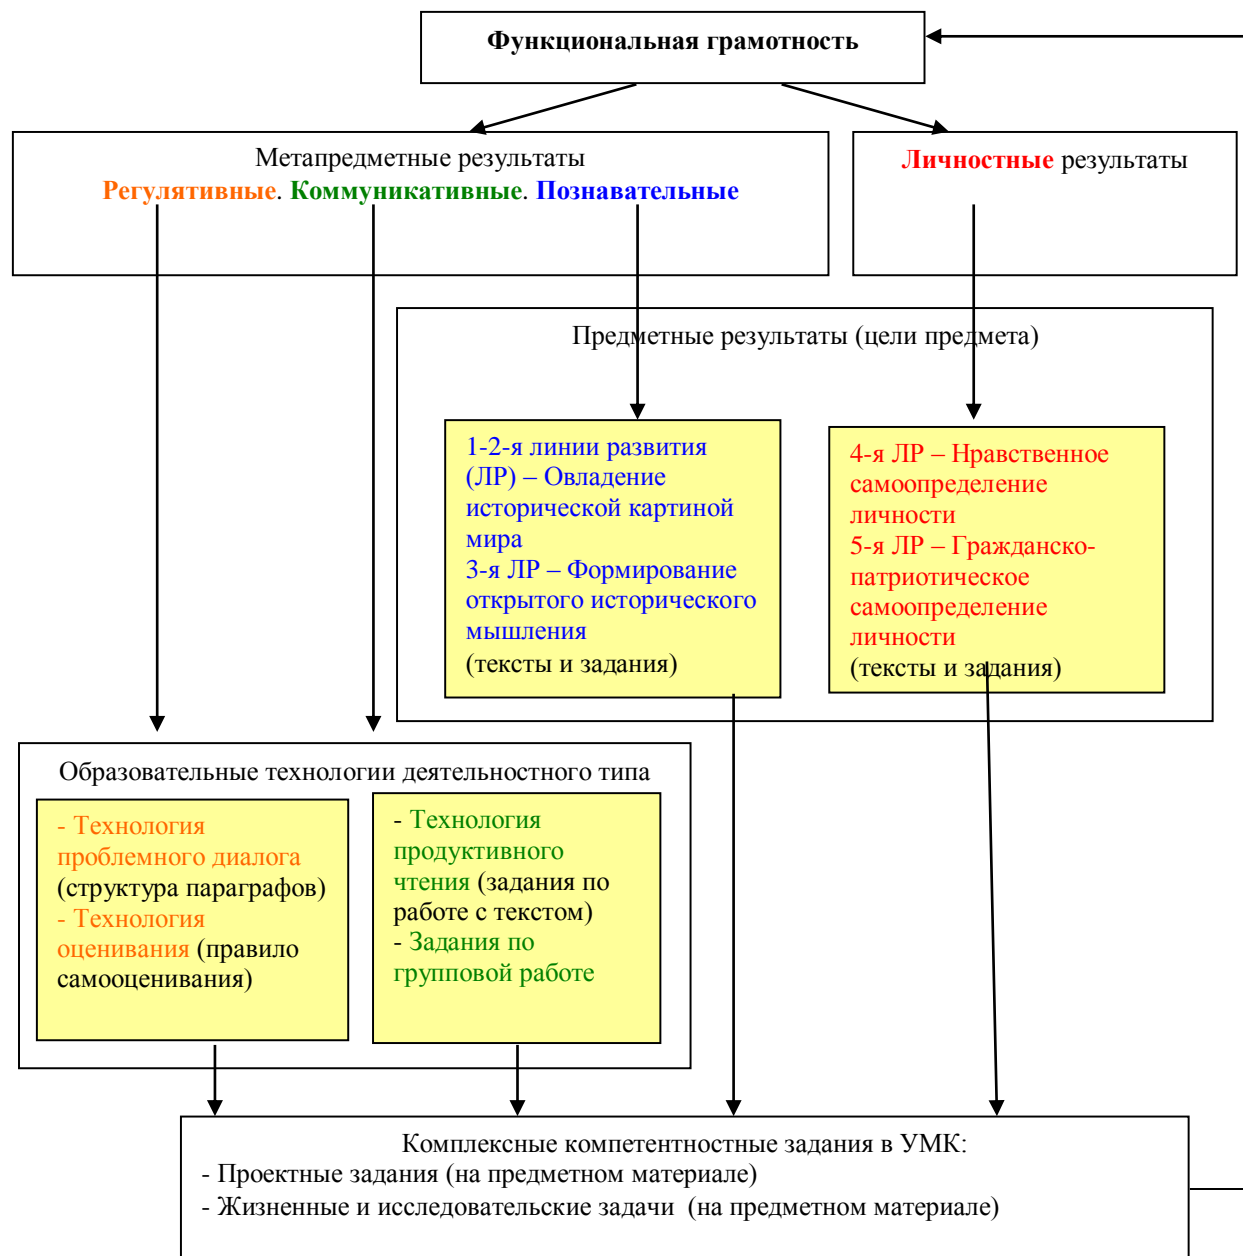 Функциональная грамотность
Метапредметные результаты
Регулятивные. Коммуникативные. Познавательные
Личностные результаты
Предметные результаты (цели предмета)
1-2-я линии развития
(ЛР) – Овладение
исторической картиной
мира
3-я ЛР – Формирование
открытого исторического
мышления
(тексты и задания)
4-я ЛР – Нравственное
самоопределение
личности
5-я ЛР – Гражданско-
патриотическое
самоопределение
личности
(тексты и задания)
Образовательные технологии деятельностного типа
- Технология
проблемного диалога
(структура параграфов)
- Технология
оценивания (правило
самооценивания)
- Технология
продуктивного
чтения (задания по
работе с текстом)
- Задания по
групповой работе
Комплексные компетентностные задания в УМК:
- Проектные задания (на предметном материале)
- Жизненные и исследовательские задачи (на предметном материале)